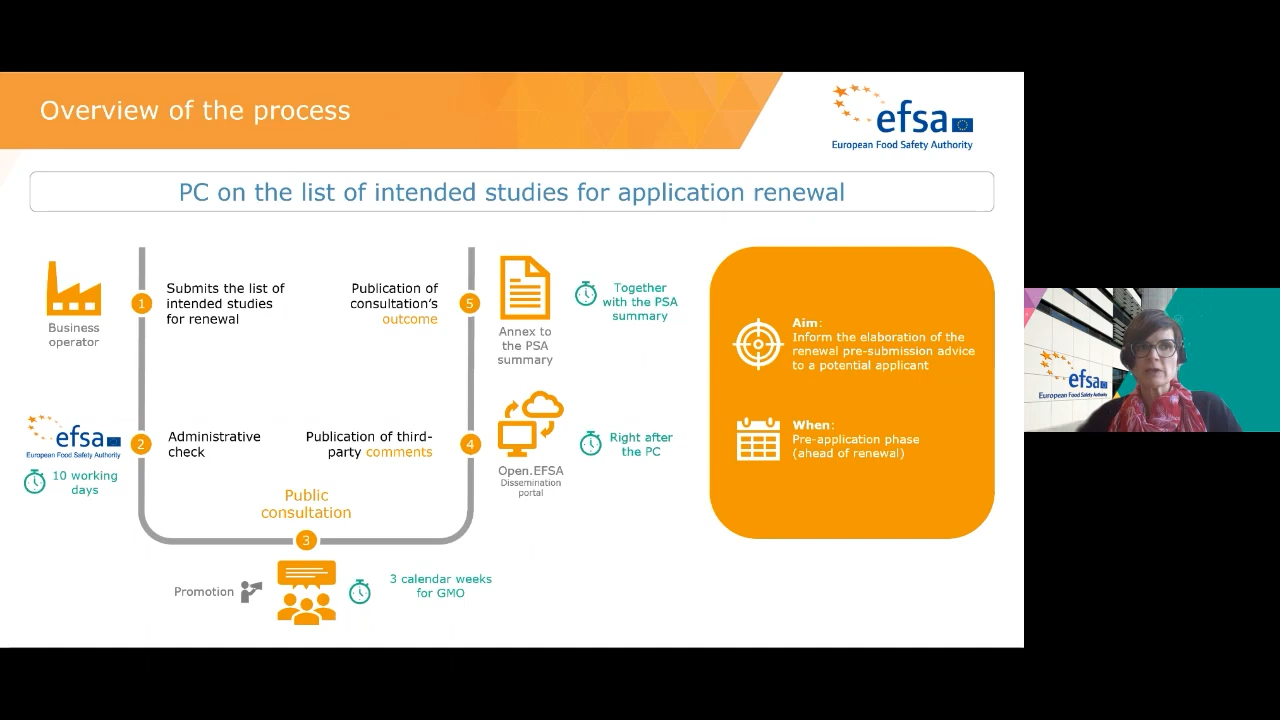 Overview of the process
efsa
European Food Safety Authority
PC on the list of intended studies for application renewal
Business
operator
1
Submits the list of
intended studies
for renewal
Publication of
consultation's
outcome
5
Annex to
the PSA
summary
Together
with the PSA
summary
efsa
European Food Safety Authority
10 working
days
2
Administrative
check
Publication of third-
party comments
4
Open.EFSA
Dissemination
portal
Right after
the PC
Public
consultation
3
Promotion
3 calendar weeks
for GMO
Aim:
Inform the elaboration of the
renewal pre-submission advice
to a potential applicant
When:
Pre-application phase
(ahead of renewal)
efsa
European Food Safety Authority